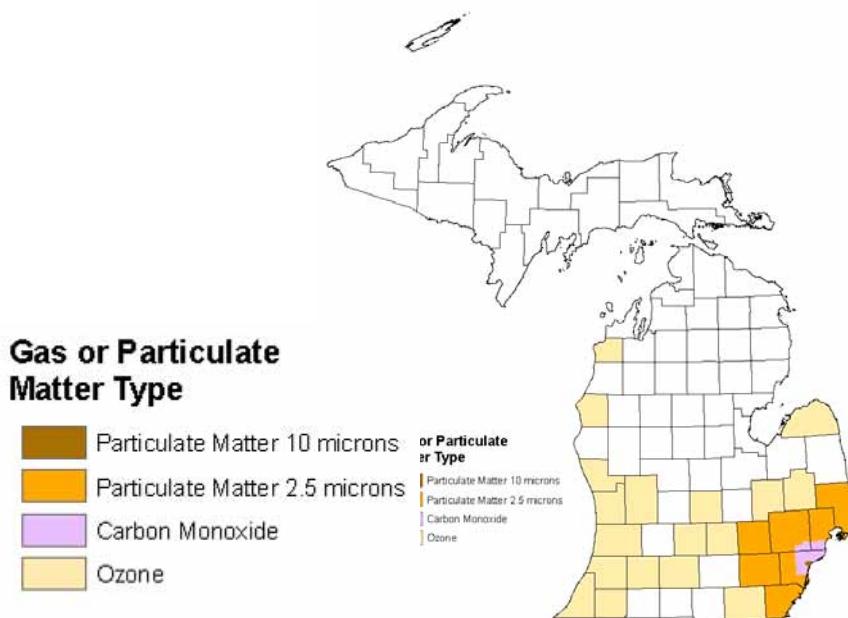 Gas or Particulate
Matter Type
Particulate Matter 10 microns
Particulate Matter 2.5 microns
Carbon Monoxide
Ozone
or Particulate
er Type
Particulate Matter 10 microns
Particulate Matter 2.5 microns
Carbon Monoxide
Ozone